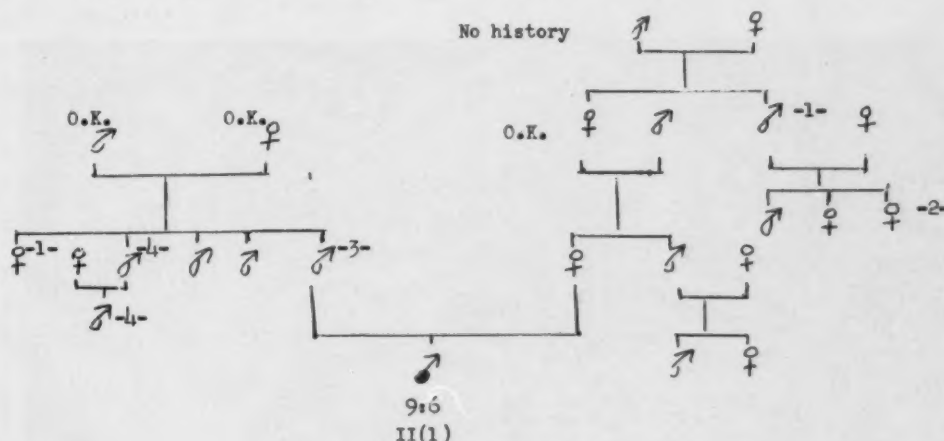 No history
♂ ♀
O.K. O.K.
♂ ♀
O.K. ♀ ♂ ♂ -1- ♀
♀ -1- ♀ ♂ -4- ♂ ♂ ♂ -3-
♂ -4-
♂ ♀ ♀ -2-
♀ ♂ ♀
♂ ♀
♂
9:6
II(1)